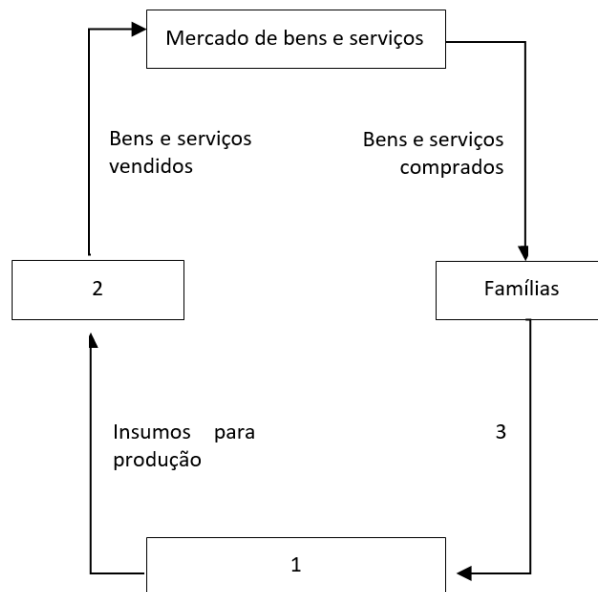 Mercado de bens e serviços
Bens e serviços
vendidos
Bens e serviços
comprados
2
Famílias
Insumos para
produção
3
1